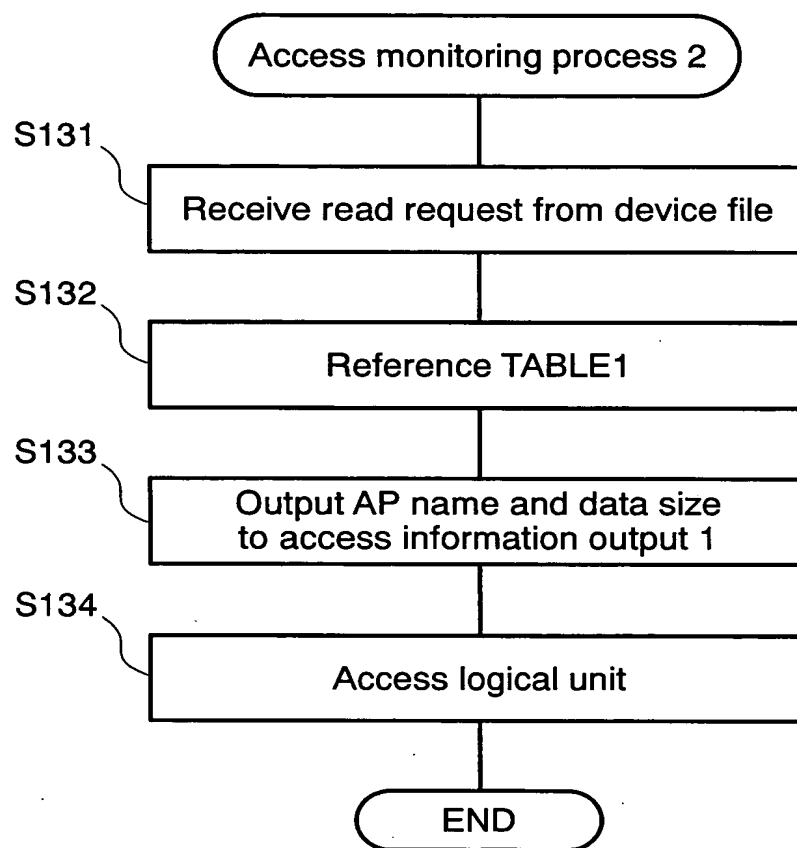 Access monitoring process 2
S131
Receive read request from device file
S132
Reference TABLE1
S133
Output AP name and data size
to access information output 1
S134
Access logical unit
END